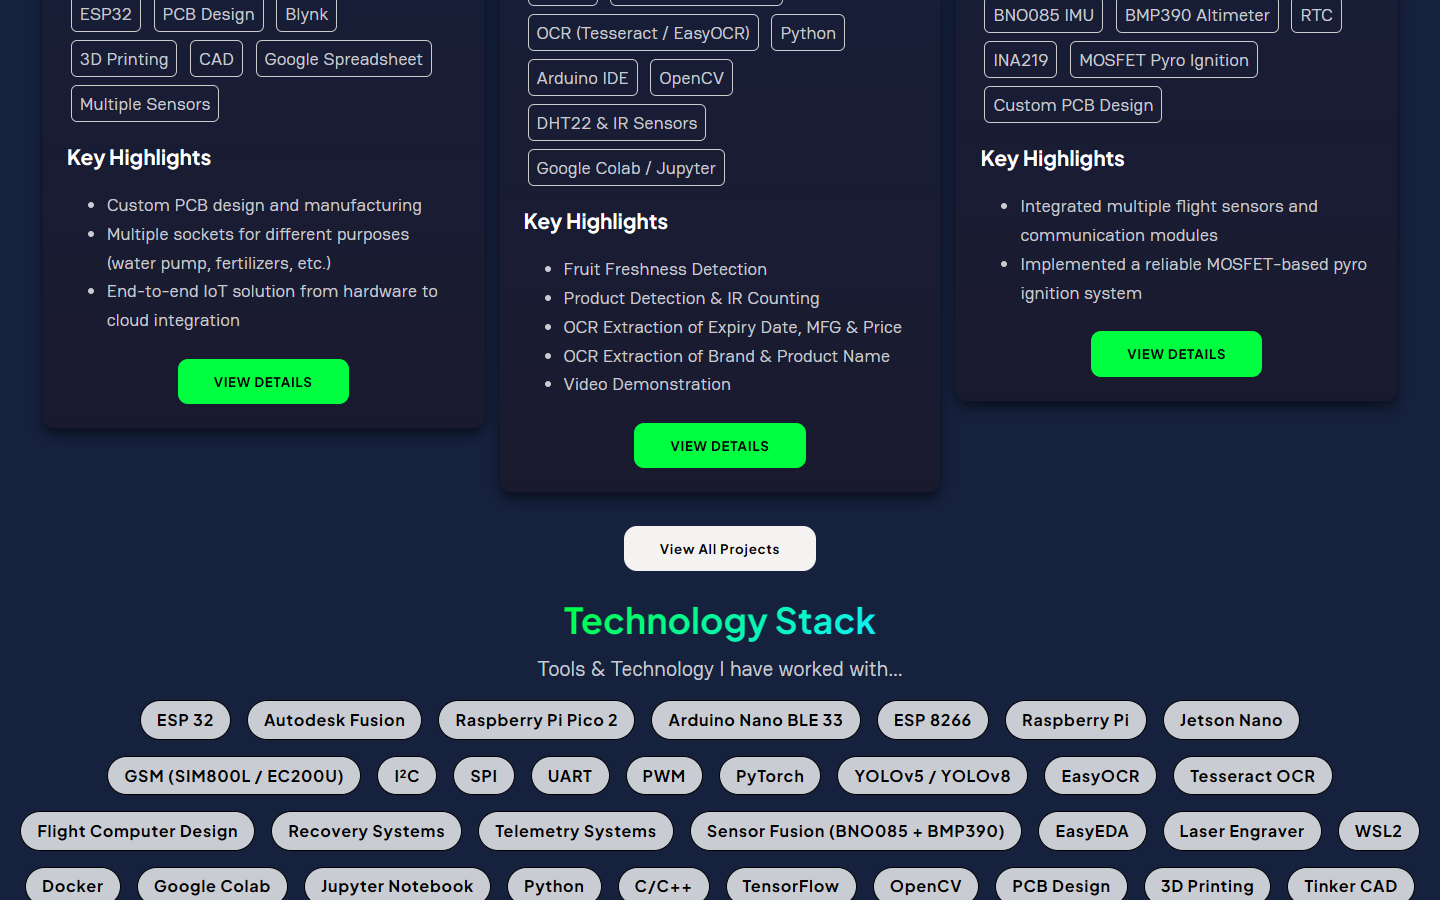 ESP32 PCB Design Blynk
3D Printing CAD Google Spreadsheet
Multiple Sensors
Key Highlights
Custom PCB design and manufacturing
Multiple sockets for different purposes
(water pump, fertilizers, etc.)
End-to-end IoT solution from hardware to
cloud integration
VIEW DETAILS
OCR (Tesseract / EasyOCR) Python
Arduino IDE OpenCV
DHT22 & IR Sensors
Google Colab / Jupyter
Key Highlights
Fruit Freshness Detection
Product Detection & IR Counting
OCR Extraction of Expiry Date, MFG & Price
OCR Extraction of Brand & Product Name
Video Demonstration
VIEW DETAILS
BNO085 IMU BMP390 Altimeter RTC
INA219 MOSFET Pyro Ignition
Custom PCB Design
Key Highlights
Integrated multiple flight sensors and
communication modules
Implemented a reliable MOSFET-based pyro
ignition system
VIEW DETAILS
View All Projects
Technology Stack
Tools & Technology I have worked with...
ESP 32 Autodesk Fusion Raspberry Pi Pico 2 Arduino Nano BLE 33 ESP 8266 Raspberry Pi Jetson Nano
GSM (SIM800L / EC200U) I²C SPI UART PWM PyTorch YOLOv5 / YOLOv8 EasyOCR Tesseract OCR
Flight Computer Design Recovery Systems Telemetry Systems Sensor Fusion (BNO085 + BMP390) EasyEDA Laser Engraver WSL2
Docker Google Colab Jupyter Notebook Python C/C++ TensorFlow OpenCV PCB Design 3D Printing Tinker CAD